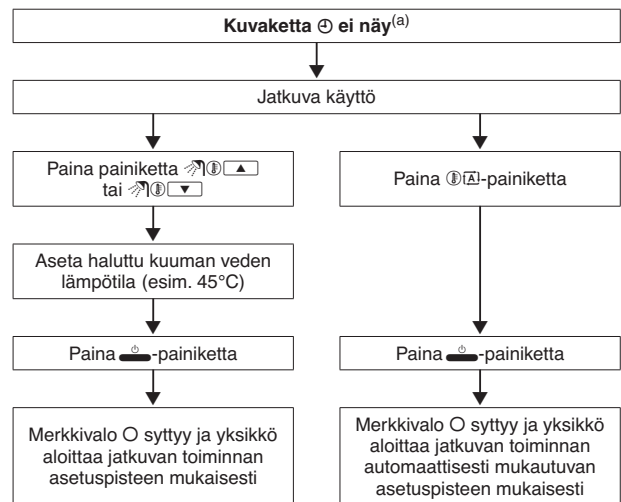 Kuvaketta ei näy(a)
Jatkuva käyttö
Paina painiketta ▲
tai ▼
Aseta haluttu kuuman veden
lämpötila (esim. 45°C)
Paina -painiketta
Merkkivalo O syttyy ja yksikkö
aloittaa jatkuvan toiminnan
asetuspisteen mukaisesti
Paina A-painiketta
Paina -painiketta
Merkkivalo O syttyy ja yksikkö
aloittaa jatkuvan toiminnan
automaattisesti mukautuvan
asetuspisteen mukaisesti